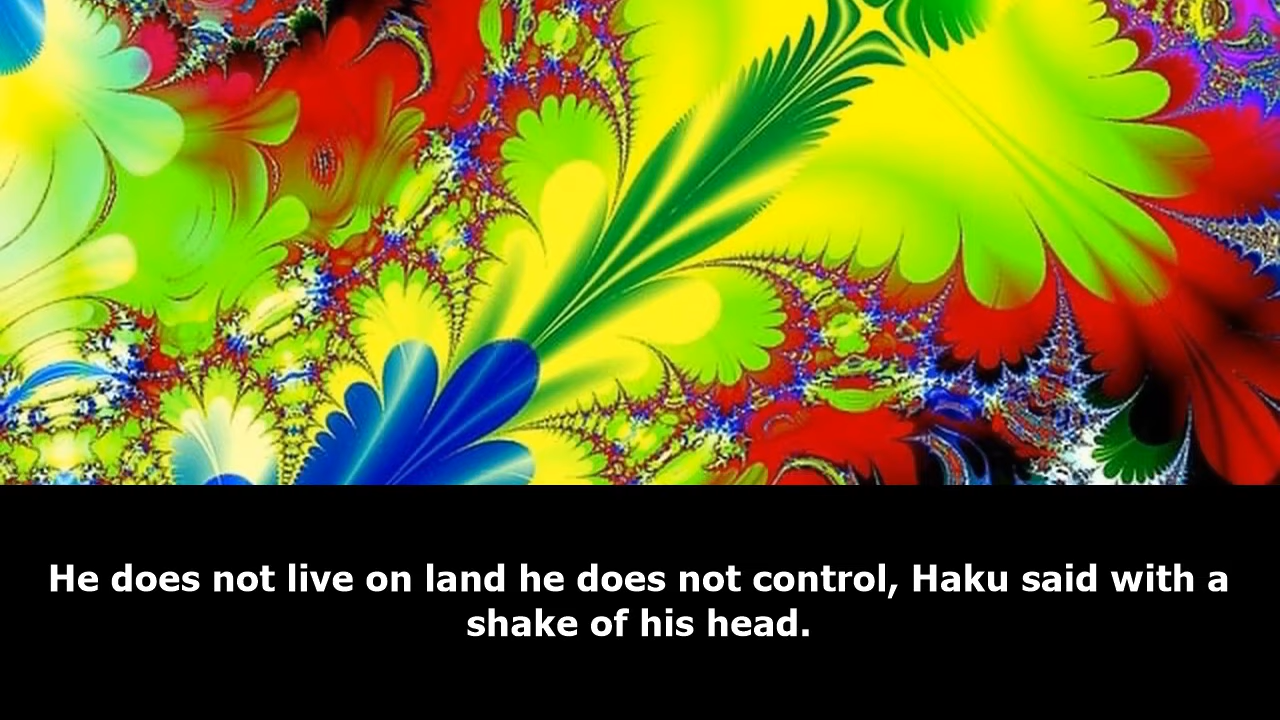 He does not live on land he does not control, Haku said with a
shake of his head.